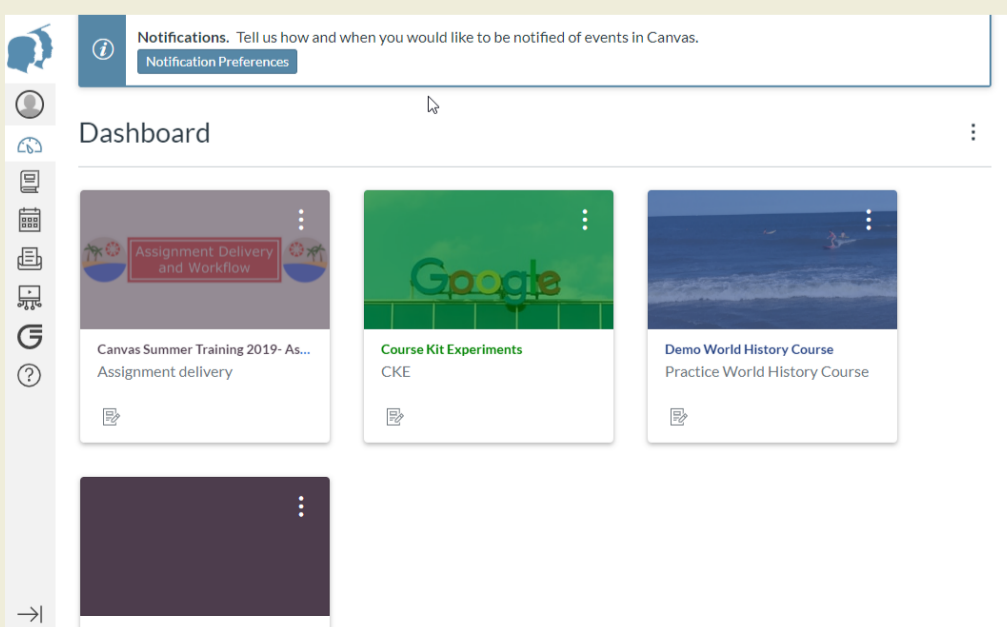 Notifications. Tell us how and when you would like to be notified of events in Canvas.
Notification Preferences
Dashboard
Assignment Delivery
and Workflow
Google
Canvas Summer Training 2019- As...
Assignment delivery
Course Kit Experiments
CKE
Demo World History Course
Practice World History Course